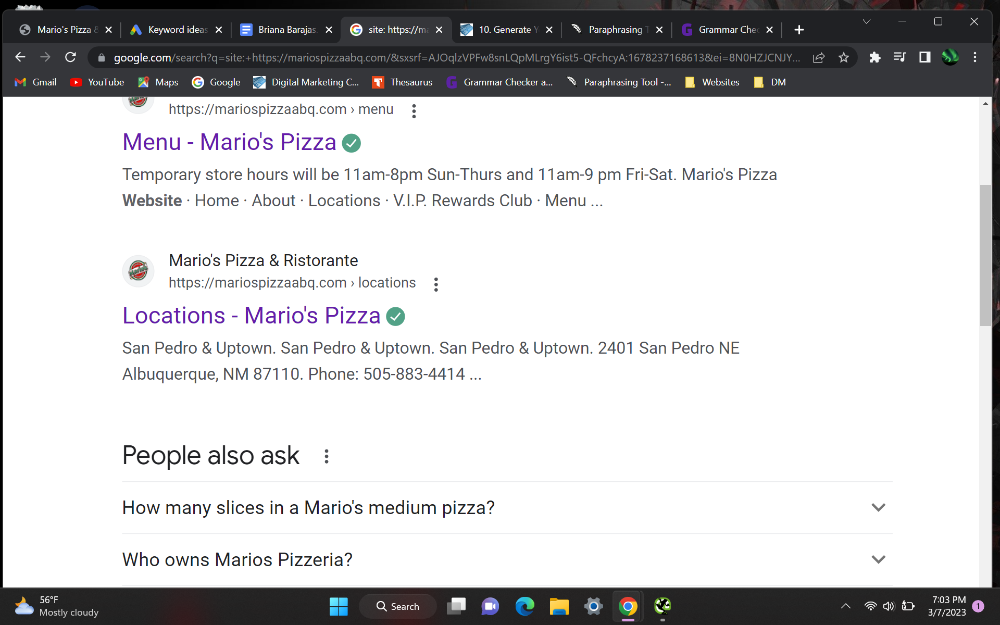 Mario's Pizza &
Keyword ideas
Briana Barajas.
site: https://ma
10. Generate Y
Paraphrasing T
Grammar Chec
google.com/search?q=site:+https://mariospizzaabq.com/&sxsrf=AJOqlzVPFw8snLQpMLrgY6ist5-QFchcyA:1678237168613&ei=8N0HZJCNJY...
Gmail
YouTube
Maps
Google
Digital Marketing C...
Thesaurus
Grammar Checker a...
Paraphrasing Tool -...
Websites
DM
https://mariospizzaabq.com › menu
Menu - Mario's Pizza
Temporary store hours will be 11am-8pm Sun-Thurs and 11am-9 pm Fri-Sat. Mario's Pizza
Website · Home · About · Locations · V.I.P. Rewards Club · Menu ...
Mario's Pizza & Ristorante
https://mariospizzaabq.com › locations
Locations - Mario's Pizza
San Pedro & Uptown. San Pedro & Uptown. San Pedro & Uptown. 2401 San Pedro NE
Albuquerque, NM 87110. Phone: 505-883-4414 ...
People also ask
How many slices in a Mario's medium pizza?
Who owns Marios Pizzeria?
56°F
Mostly cloudy
Search
7:03 PM
3/7/2023
1